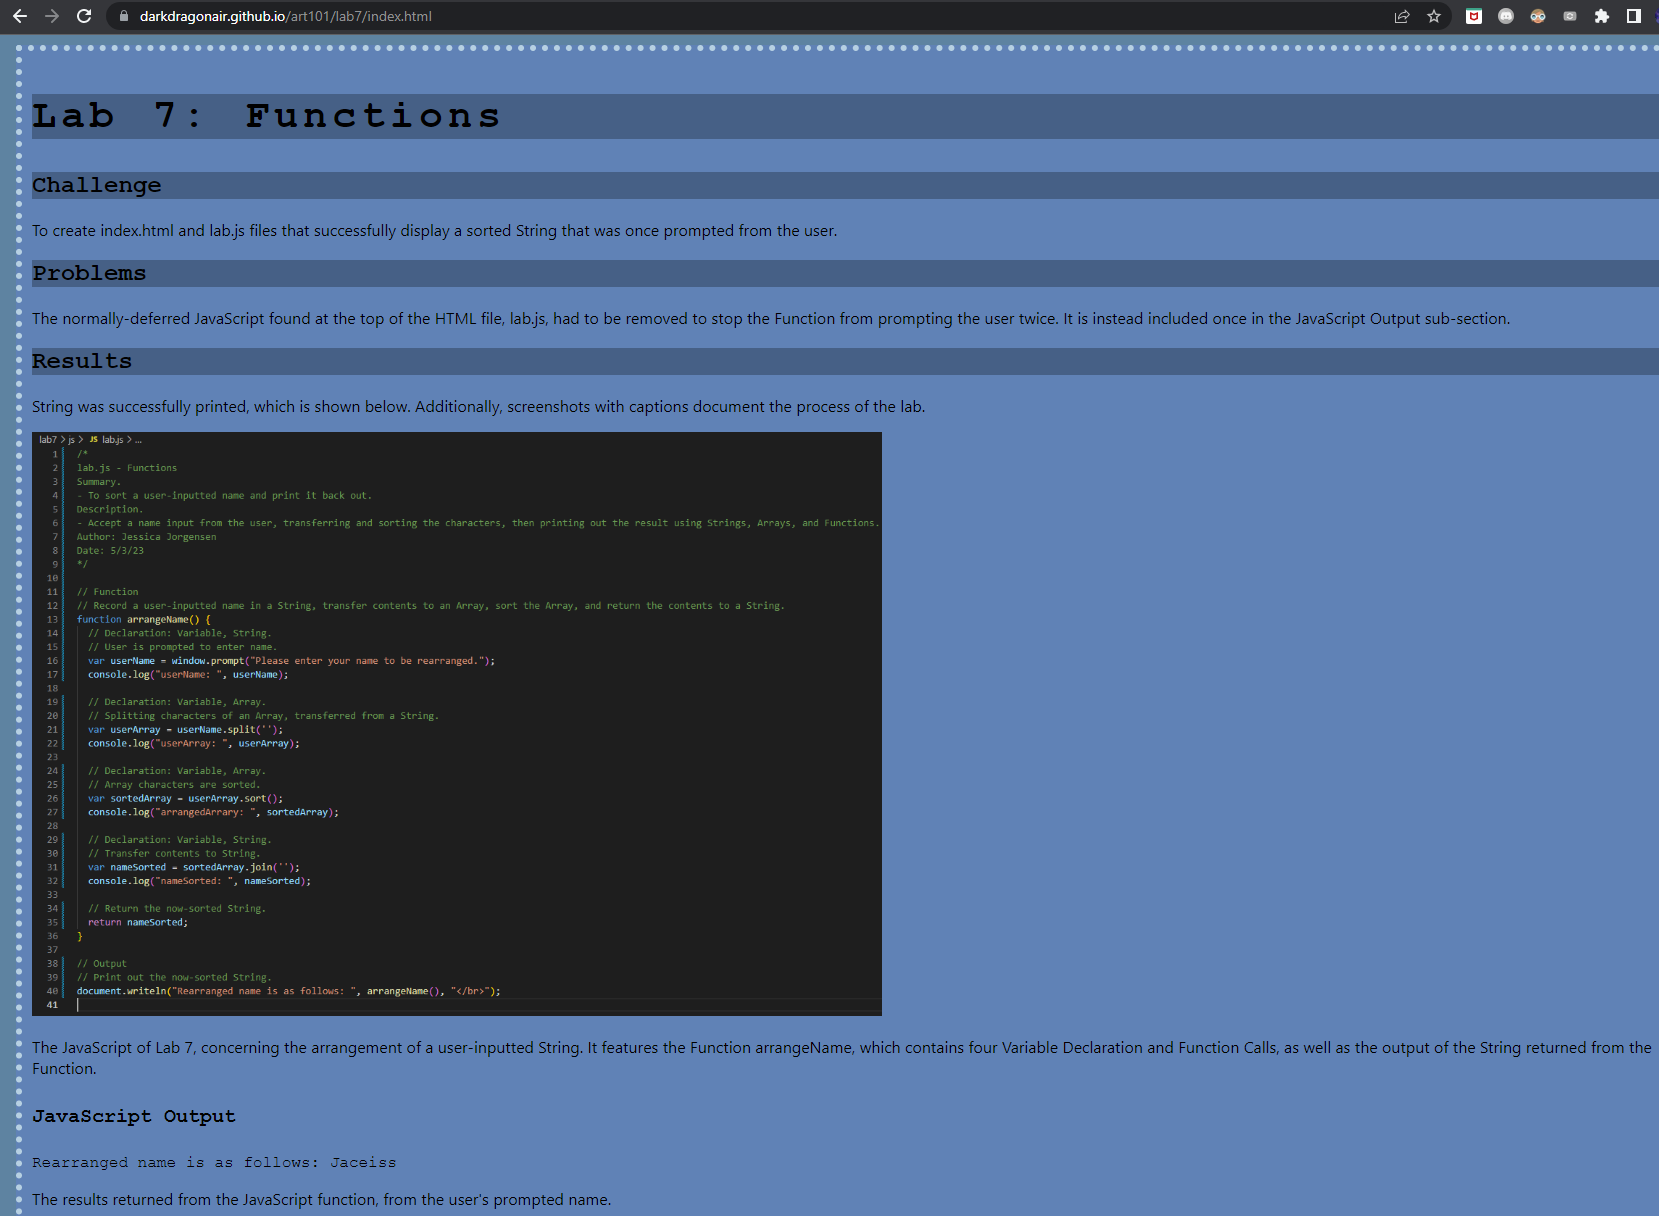 darkdragonair.github.io/art101/lab7/index.html
Lab 7: Functions
Challenge
To create index.html and lab.js files that successfully display a sorted String that was once prompted from the user.
Problems
The normally-deferred JavaScript found at the top of the HTML file, lab.js, had to be removed to stop the Function from prompting the user twice. It is instead included once in the JavaScript Output sub-section.
Results
String was successfully printed, which is shown below. Additionally, screenshots with captions document the process of the lab.
lab7 > js > JS lab.js > ...
1 /*
2 lab.js - Functions
3 Summary.
4 - To sort a user-inputted name and print it back out.
5 Description.
6 - Accept a name input from the user, transferring and sorting the characters, then printing out the result using Strings, Arrays, and Functions.
7 Author: Jessica Jorgensen
8 Date: 5/3/23
9 */
10
11 // Function
12 // Record a user-inputted name in a String, transfer contents to an Array, sort the Array, and return the contents to a String.
13 function arrangeName() {
14 // Declaration: Variable, String.
15 // User is prompted to enter name.
16 var userName = window.prompt("Please enter your name to be rearranged.");
17 console.log("userName: ", userName);
18
19 // Declaration: Variable, Array.
20 // Splitting characters of an Array, transferred from a String.
21 var userArray = userName.split('');
22 console.log("userArray: ", userArray);
23
24 // Declaration: Variable, Array.
25 // Array characters are sorted.
26 var sortedArray = userArray.sort();
27 console.log("arrangedArrary: ", sortedArray);
28
29 // Declaration: Variable, String.
30 // Transfer contents to String.
31 var nameSorted = sortedArray.join('');
32 console.log("nameSorted: ", nameSorted);
33
34 // Return the now-sorted String.
35 return nameSorted;
36 }
37
38 // Output
39 // Print out the now-sorted String.
40 document.writeln("Rearranged name is as follows: ", arrangeName(), "</br>");
41
The JavaScript of Lab 7, concerning the arrangement of a user-inputted String. It features the Function arrangeName, which contains four Variable Declaration and Function Calls, as well as the output of the String returned from the
Function.
JavaScript Output
Rearranged name is as follows: Jaceiss
The results returned from the JavaScript function, from the user's prompted name.